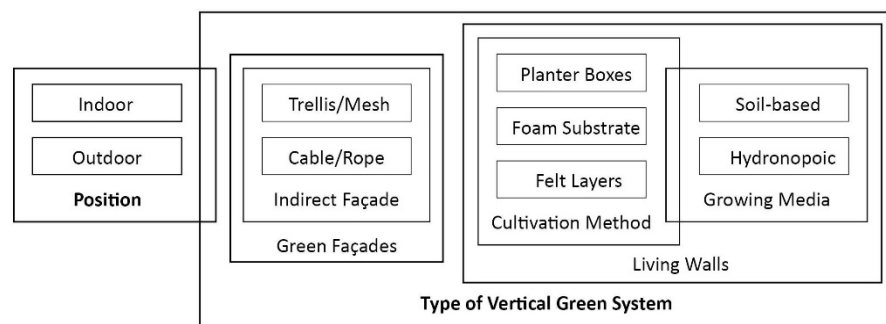 Indoor
Outdoor
Position
Trellis/Mesh
Cable/Rope
Indirect Façade
Green Façades
Planter Boxes
Foam Substrate
Felt Layers
Cultivation Method
Soil-based
Hydronopoic
Growing Media
Living Walls
Type of Vertical Green System